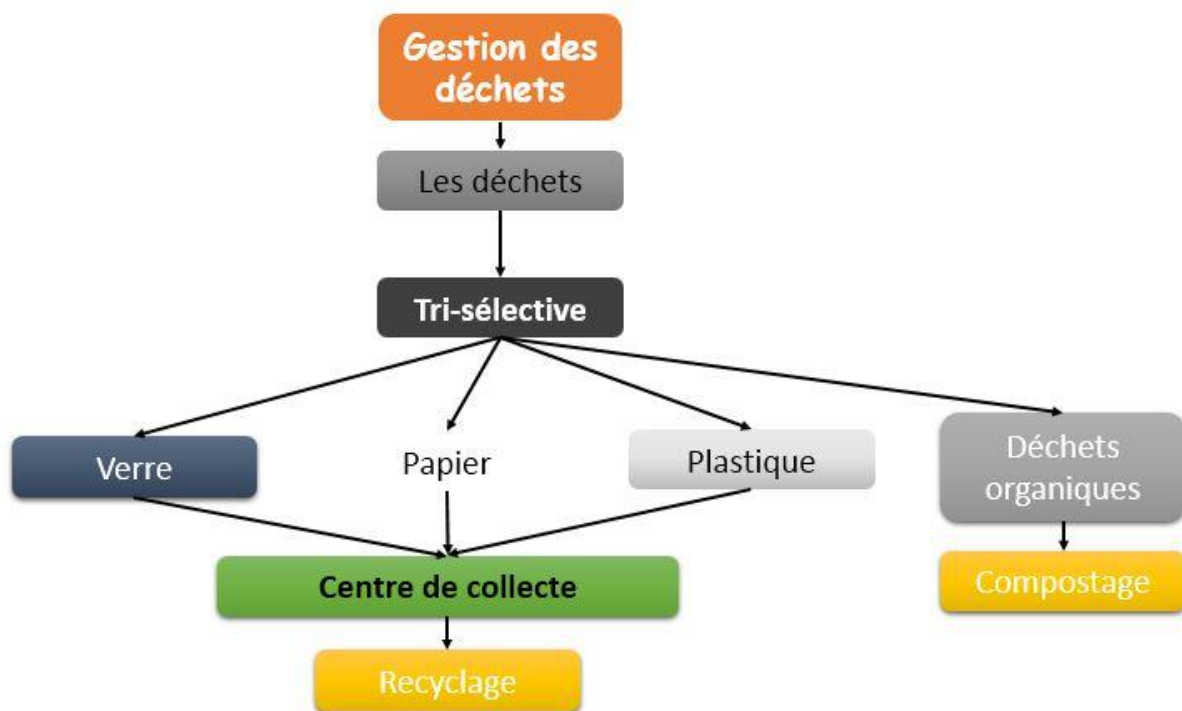 Gestion des
déchets
Les déchets
Tri-sélective
Verre
Papier
Plastique
Déchets
organiques
Centre de collecte
Compostage
Recyclage